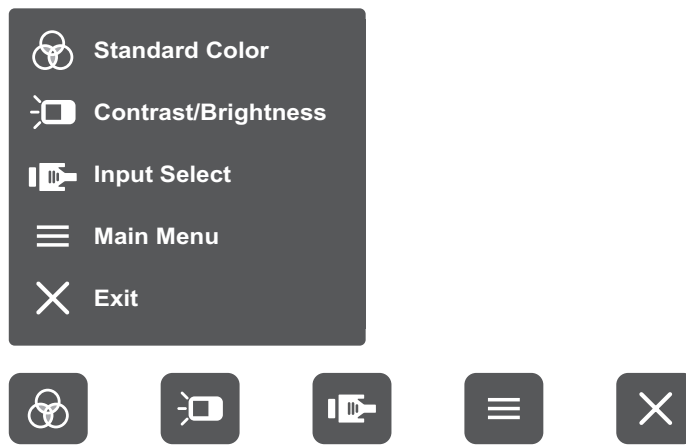 Standard Color
Contrast/Brightness
Input Select
Main Menu
Exit